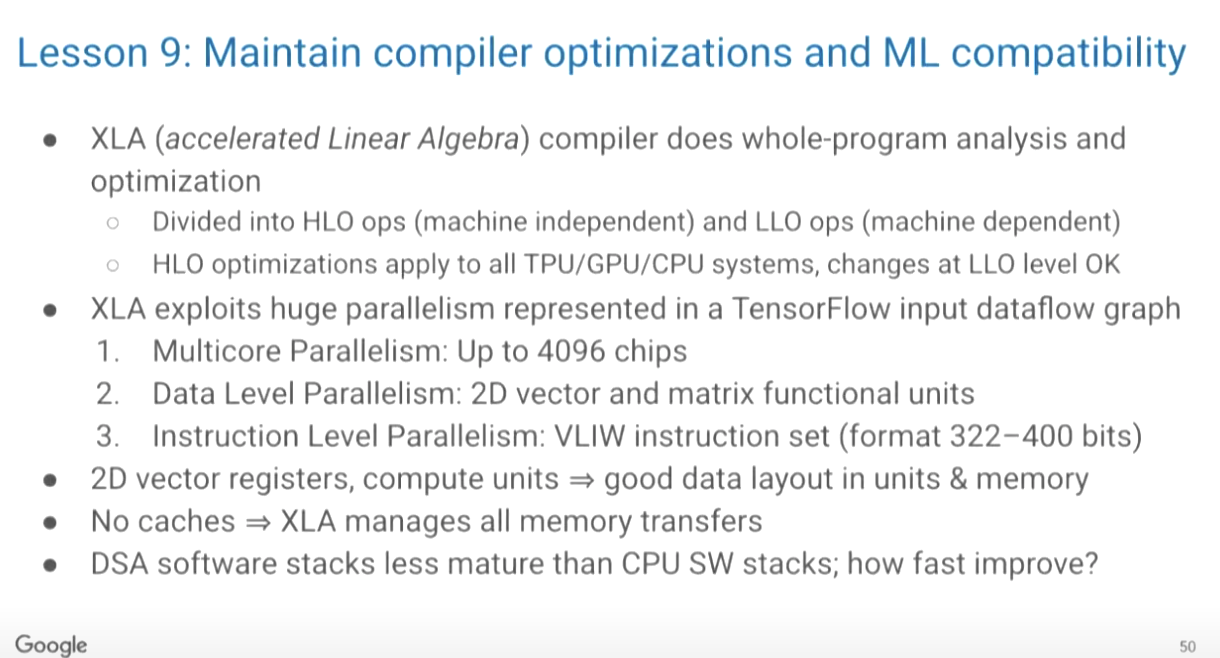 Lesson 9: Maintain compiler optimizations and ML compatibility
● XLA (accelerated Linear Algebra) compiler does whole-program analysis and
optimization
○ Divided into HLO ops (machine independent) and LLO ops (machine dependent)
○ HLO optimizations apply to all TPU/GPU/CPU systems, changes at LLO level OK
● XLA exploits huge parallelism represented in a TensorFlow input dataflow graph
1. Multicore Parallelism: Up to 4096 chips
2. Data Level Parallelism: 2D vector and matrix functional units
3. Instruction Level Parallelism: VLIW instruction set (format 322–400 bits)
● 2D vector registers, compute units ⇒ good data layout in units & memory
● No caches ⇒ XLA manages all memory transfers
● DSA software stacks less mature than CPU SW stacks; how fast improve?
Google
50